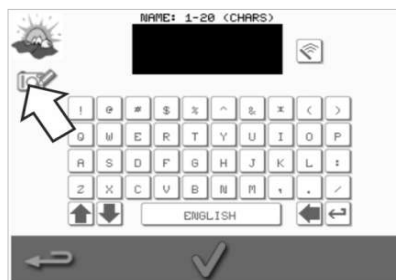 NAME: 1-20 (CHARS)
! @ # $ % ^ & * ( )
Q W E R T Y U I O P
A S D F G H J K L :
Z X C V B N M , . /
ENGLISH